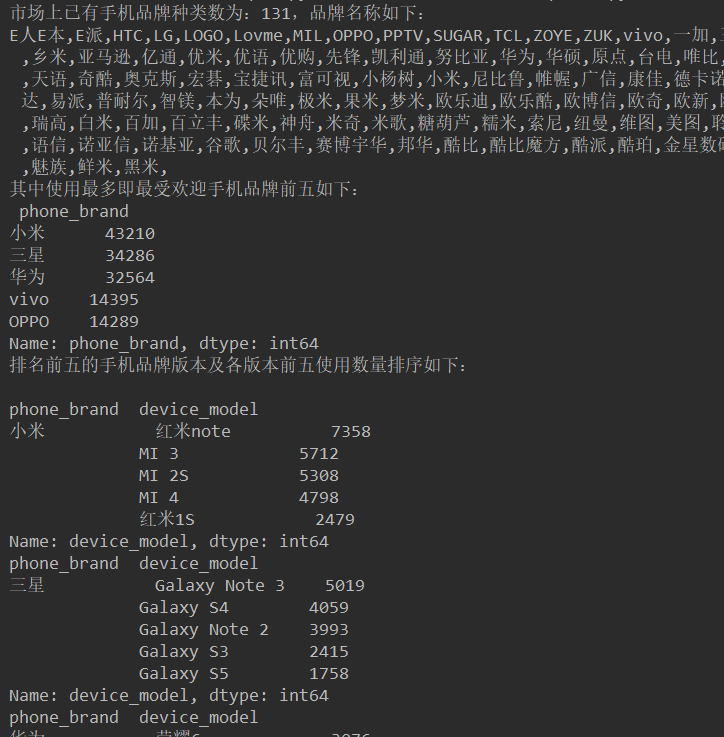 市场上已有手机品牌种类数为：131，品牌名称如下：
E人E本,E派,HTC,LG,LOGO,Lovme,MIL,OPPO,PPTV,SUGAR,TCL,ZOYE,ZUK,vivo,一加,
,乡米,亚马逊,亿通,优米,优语,优购,先锋,凯利通,努比亚,华为,华硕,原点,台电,唯比,
,天语,奇酷,奥克斯,宏碁,宝捷讯,富可视,小杨树,小米,尼比鲁,帷幄,广信,康佳,德卡诺
达,易派,普耐尔,智镁,本为,朵唯,极米,果米,梦米,欧乐迪,欧乐酷,欧博信,欧奇,欧新,
,瑞高,白米,百加,百立丰,碟米,神舟,米奇,米歌,糖葫芦,糯米,索尼,纽曼,维图,美图,
,语信,诺亚信,诺基亚,谷歌,贝尔丰,赛博宇华,邦华,酷比,酷比魔方,酷派,酷珀,金星数码
,魅族,鲜米,黑米,
其中使用最多即最受欢迎手机品牌前五如下：
phone_brand
小米 43210
三星 34286
华为 32564
vivo 14395
OPPO 14289
Name: phone_brand, dtype: int64
排名前五的手机品牌版本及各版本前五使用数量排序如下：
phone_brand device_model
小米 红米note 7358
MI 3 5712
MI 2S 5308
MI 4 4798
红米1S 2479
Name: device_model, dtype: int64
phone_brand device_model
三星 Galaxy Note 3 5019
Galaxy S4 4059
Galaxy Note 2 3993
Galaxy S3 2415
Galaxy S5 1758
Name: device_model, dtype: int64
phone_brand device_model